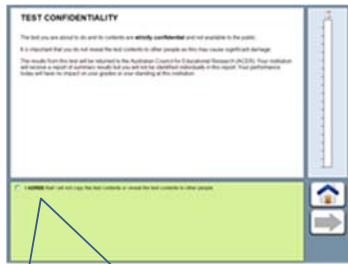 TEST CONFIDENTIALITY
The test you are about to do and its contents are strictly confidential and not available to the public.
It is important that you do not reveal the test contents to other people as this may cause significant damage.
The results from this test will be returned to the Australian Council for Educational Research (ACER). Your institution
will receive a report of summary results but you will not be identified individually in this report. Your performance
today will have no impact on your grades or your standing at this institution.
I AGREE that I will not copy the test contents or reveal the test contents to other people.